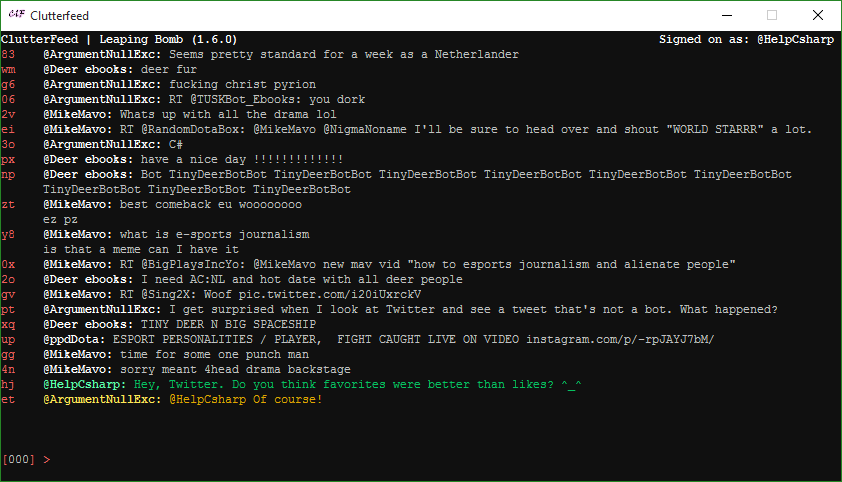 CLF Clutterfeed
ClutterFeed | Leaping Bomb (1.6.0) Signed on as: @HelpCsharp
83 @ArgumentNullExc: Seems pretty standard for a week as a Netherlander
wm @Deer ebooks: deer fur
g6 @ArgumentNullExc: fucking christ pyrion
06 @ArgumentNullExc: RT @TUSKBot_Ebooks: you dork
2v @MikeMavo: Whats up with all the drama lol
ei @MikeMavo: RT @RandomDotaBox: @MikeMavo @NigmaNoname I'll be sure to head over and shout "WORLD STARRR" a lot.
3o @ArgumentNullExc: C#
px @Deer ebooks: have a nice day !!!!!!!!!!!!!
np @Deer ebooks: Bot TinyDeerBotBot TinyDeerBotBot TinyDeerBotBot TinyDeerBotBot TinyDeerBotBot TinyDeerBotBot
TinyDeerBotBot TinyDeerBotBot TinyDeerBotBot
zt @MikeMavo: best comeback eu woooooooo
ez pz
y8 @MikeMavo: what is e-sports journalism
is that a meme can I have it
0x @MikeMavo: RT @BigPlaysIncYo: @MikeMavo new mav vid "how to esports journalism and alienate people"
2o @Deer ebooks: I need AC:NL and hot date with all deer people
gv @MikeMavo: RT @Sing2X: Woof pic.twitter.com/i20iUxrckV
pt @ArgumentNullExc: I get surprised when I look at Twitter and see a tweet that's not a bot. What happened?
xq @Deer ebooks: TINY DEER N BIG SPACESHIP
up @ppdDota: ESPORT PERSONALITIES / PLAYER,  FIGHT CAUGHT LIVE ON VIDEO instagram.com/p/-rpJAYJ7bM/
gg @MikeMavo: time for some one punch man
4n @MikeMavo: sorry meant 4head drama backstage
hj @HelpCsharp: Hey, Twitter. Do you think favorites were better than likes? ^_^
et @ArgumentNullExc: @HelpCsharp Of course!
[000] >